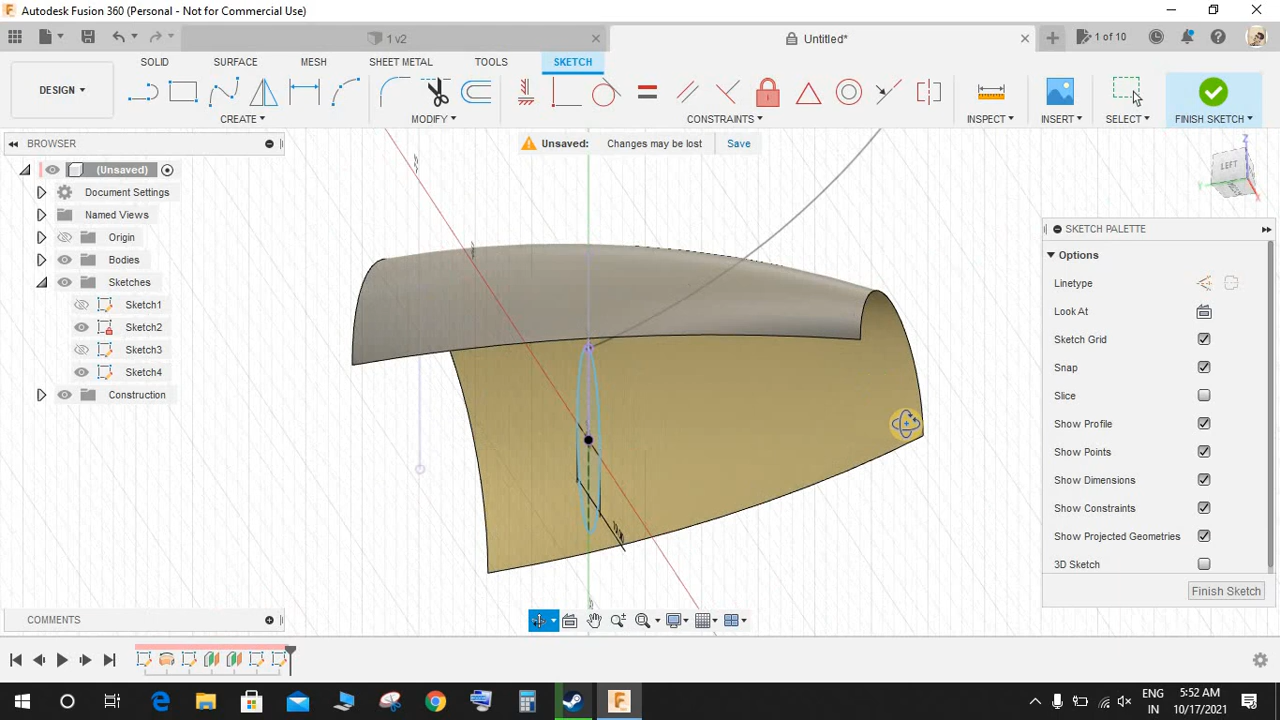 Autodesk Fusion 360 (Personal - Not for Commercial Use)
1 v2
Untitled*
1 of 10
DESIGN
SOLID SURFACE MESH SHEET METAL TOOLS SKETCH
CREATE MODIFY CONSTRAINTS INSPECT INSERT SELECT FINISH SKETCH
BROWSER
Unsaved: Changes may be lost Save
(Unsaved)
Document Settings
Named Views
Origin
Bodies
Sketches
Sketch1
Sketch2
Sketch3
Sketch4
Construction
Z
LEFT
SKETCH PALETTE
Options
Linetype
Look At
Sketch Grid
Snap
Slice
Show Profile
Show Points
Show Dimensions
Show Constraints
Show Projected Geometries
3D Sketch
Finish Sketch
COMMENTS
ENG
IN
5:52 AM
10/17/2021